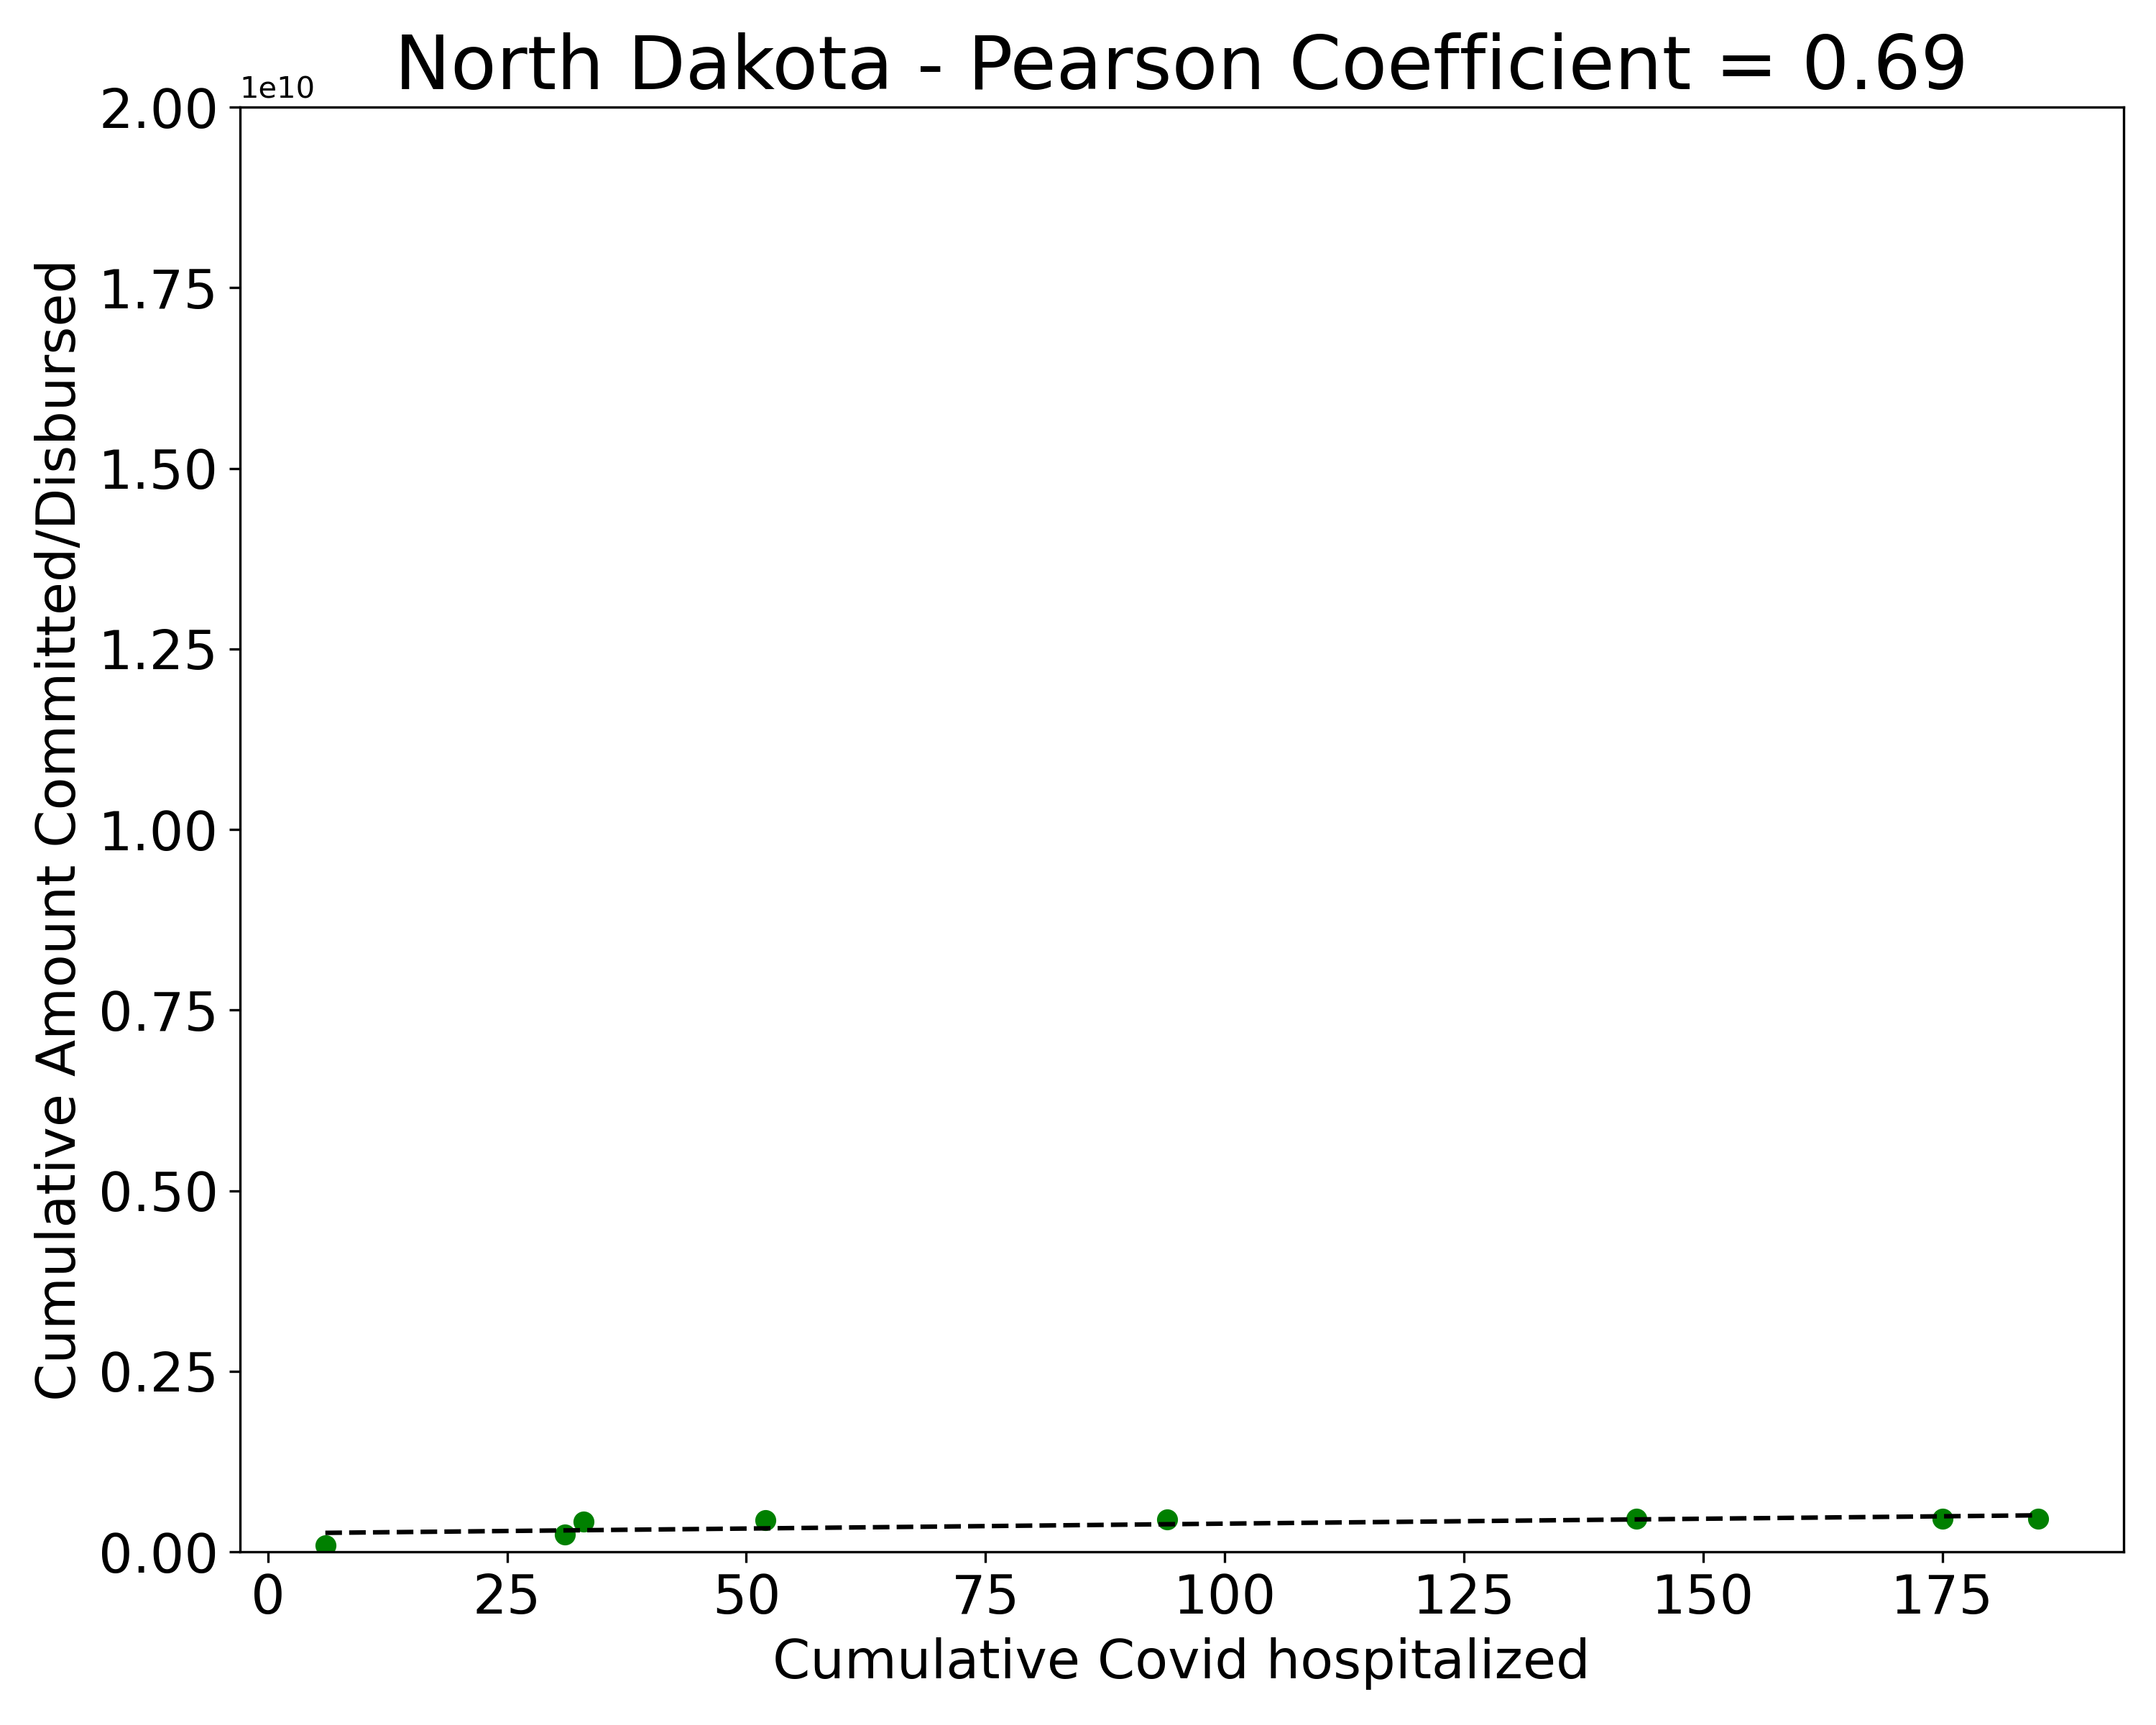 North Dakota - Pearson Coefficient = 0.69
1e10
2.00
1.75
1.50
1.25
1.00
0.75
0.50
0.25
0.00
Cumulative Amount Committed/Disbursed
0 25 50 75 100 125 150 175
Cumulative Covid hospitalized